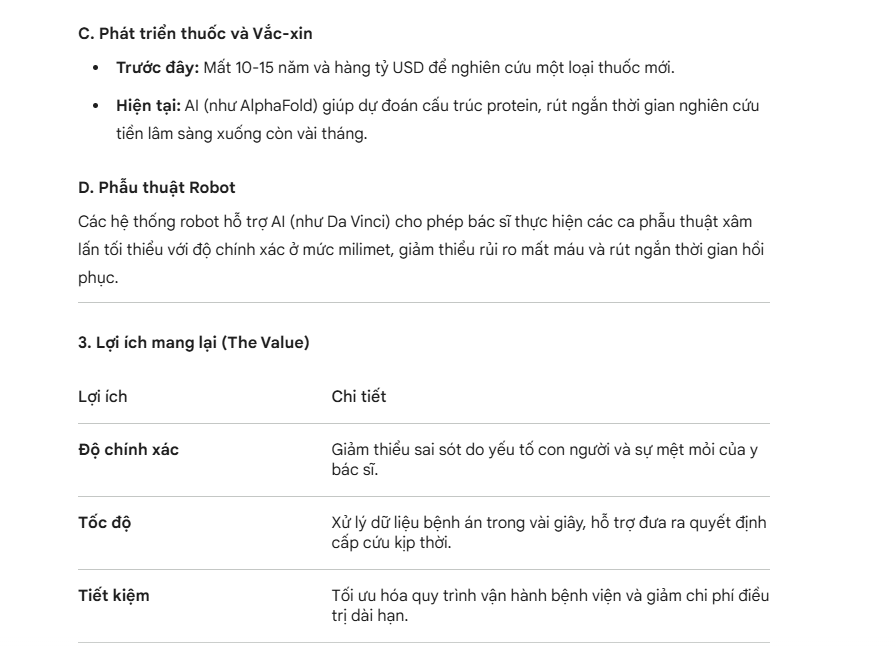 C. Phát triển thuốc và Vắc-xin
• Trước đây: Mất 10-15 năm và hàng tỷ USD để nghiên cứu một loại thuốc mới.
• Hiện tại: AI (như AlphaFold) giúp dự đoán cấu trúc protein, rút ngắn thời gian nghiên cứu
tiền lâm sàng xuống còn vài tháng.
D. Phẫu thuật Robot
Các hệ thống robot hỗ trợ AI (như Da Vinci) cho phép bác sĩ thực hiện các ca phẫu thuật xâm
lấn tối thiểu với độ chính xác ở mức milimet, giảm thiểu rủi ro mất máu và rút ngắn thời gian hồi
phục.
3. Lợi ích mang lại (The Value)
Lợi ích Chi tiết
Độ chính xác Giảm thiểu sai sót do yếu tố con người và sự mệt mỏi của y
bác sĩ.
Tốc độ Xử lý dữ liệu bệnh án trong vài giây, hỗ trợ đưa ra quyết định
cấp cứu kịp thời.
Tiết kiệm Tối ưu hóa quy trình vận hành bệnh viện và giảm chi phí điều
trị dài hạn.